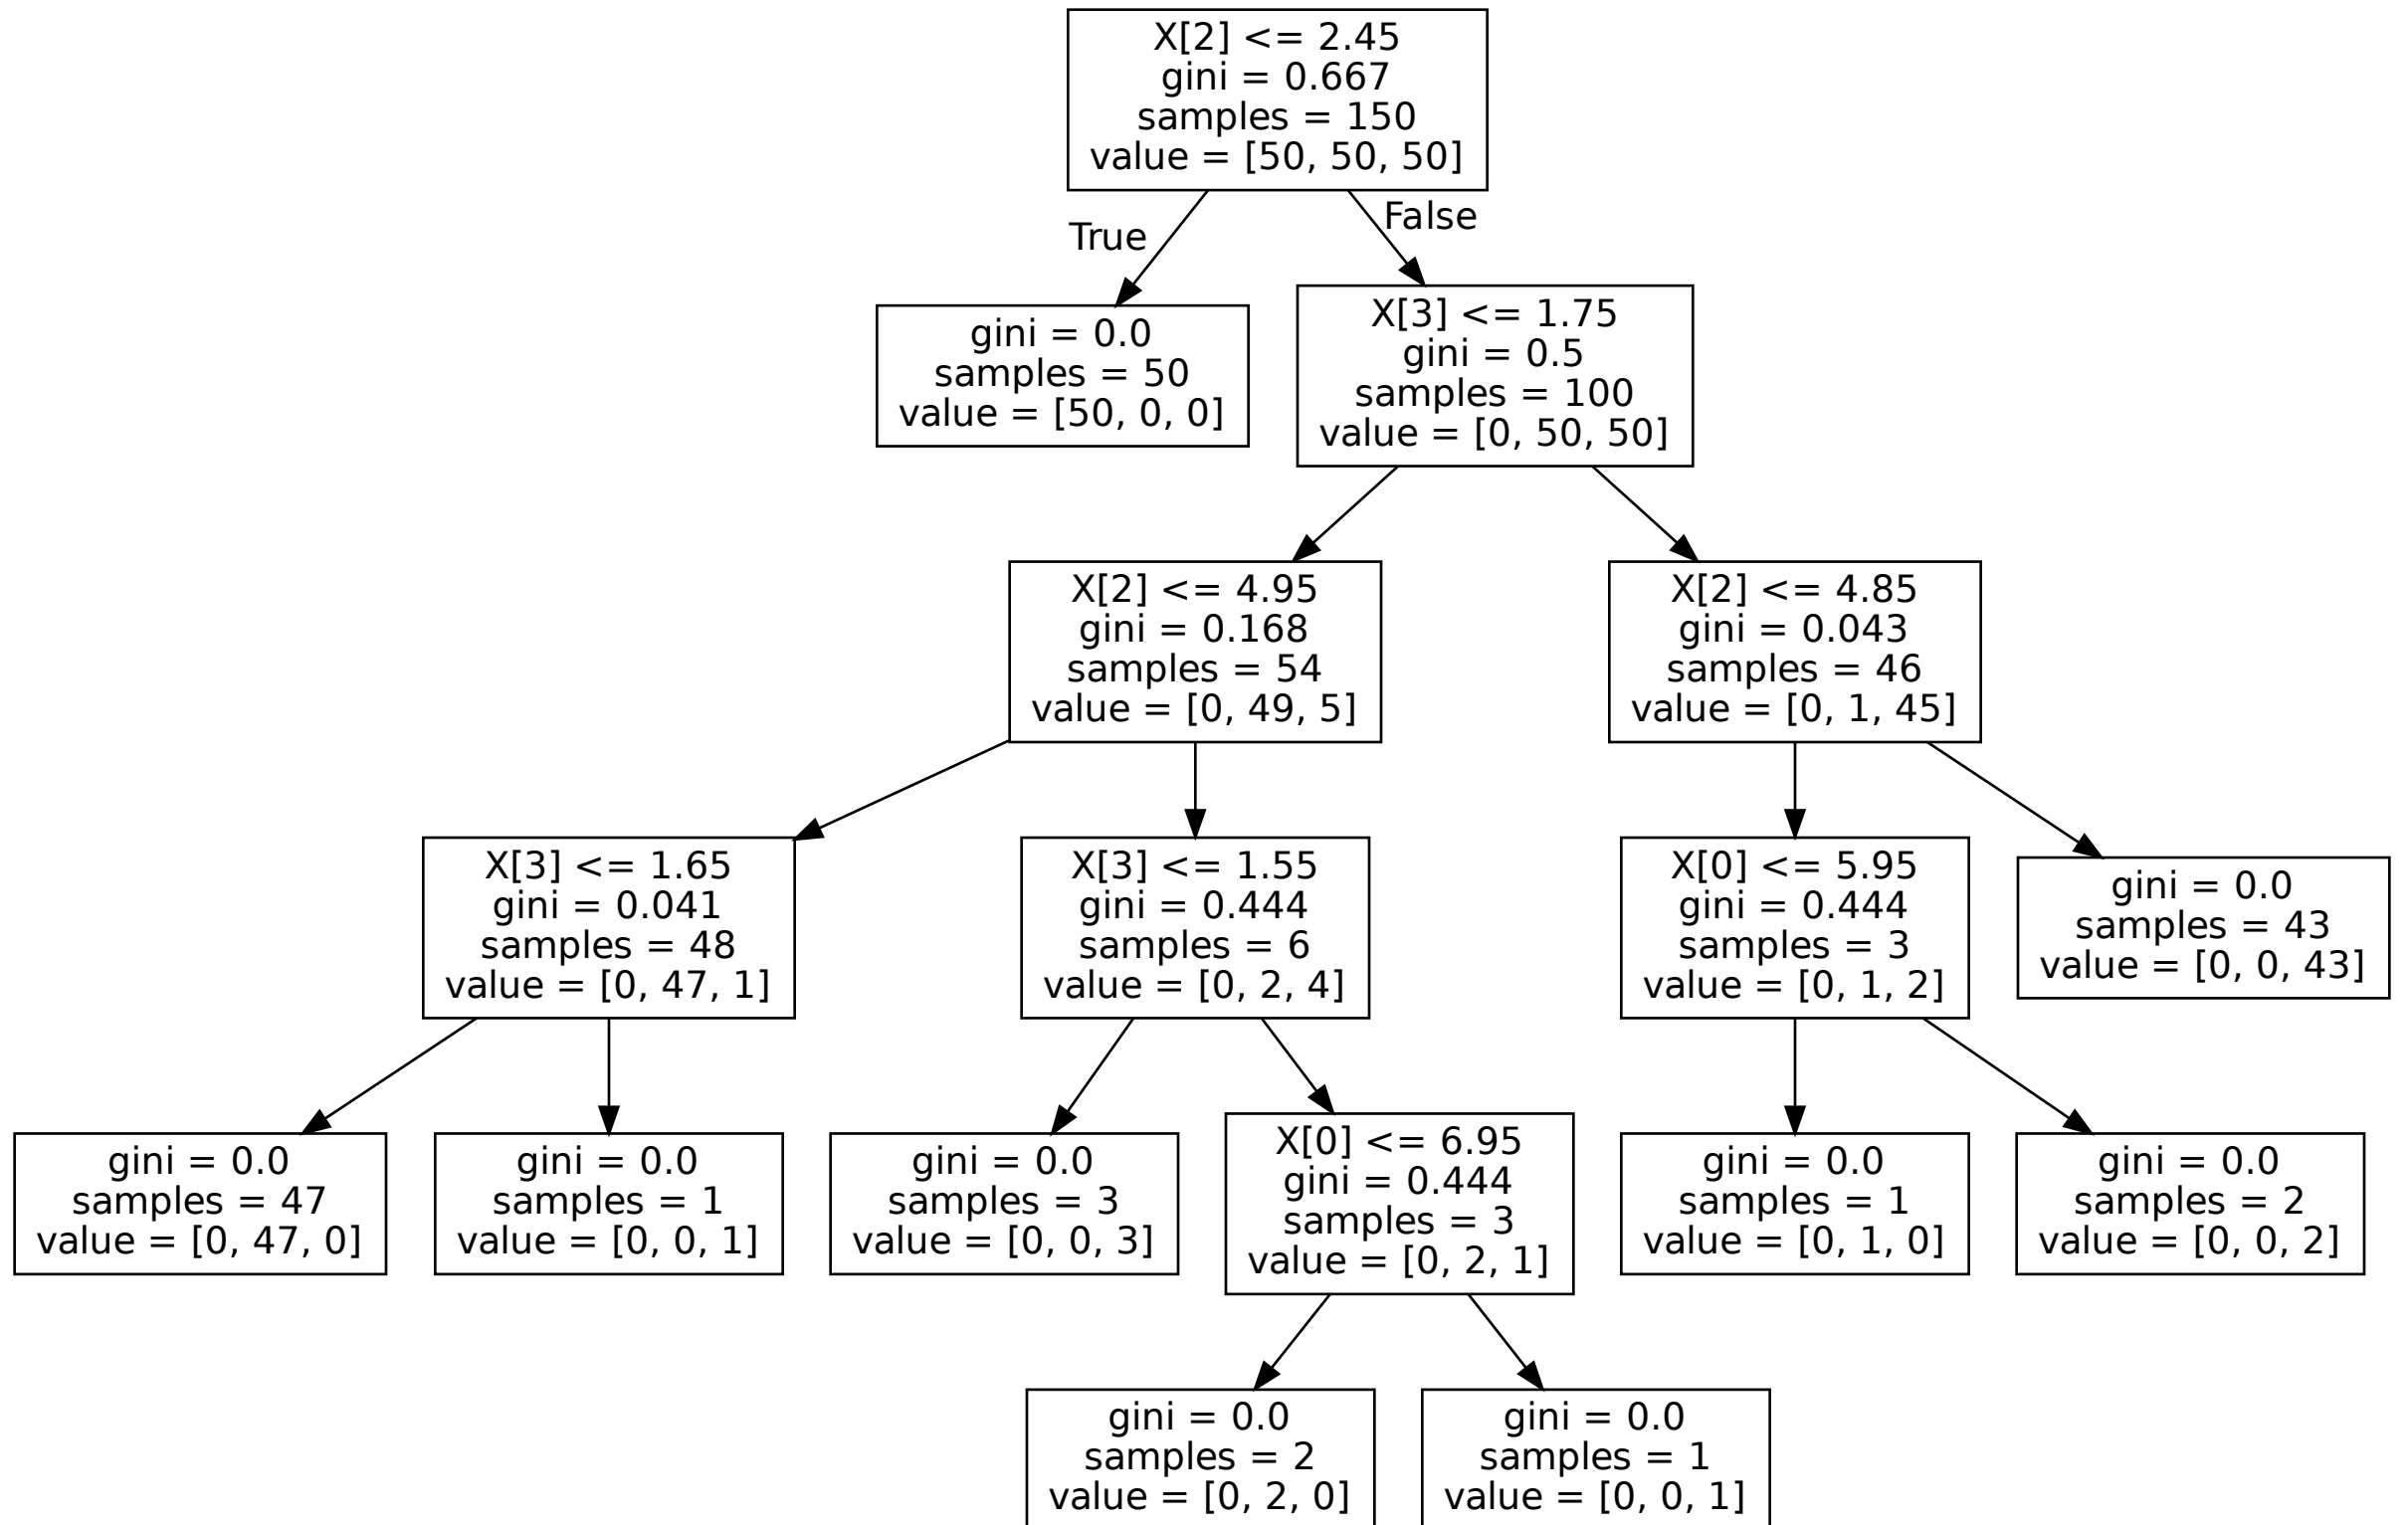 X[2] <= 2.45
gini = 0.667
samples = 150
value = [50, 50, 50]
True
False
gini = 0.0
samples = 50
value = [50, 0, 0]
X[3] <= 1.75
gini = 0.5
samples = 100
value = [0, 50, 50]
X[2] <= 4.95
gini = 0.168
samples = 54
value = [0, 49, 5]
X[2] <= 4.85
gini = 0.043
samples = 46
value = [0, 1, 45]
X[3] <= 1.65
gini = 0.041
samples = 48
value = [0, 47, 1]
X[3] <= 1.55
gini = 0.444
samples = 6
value = [0, 2, 4]
X[0] <= 5.95
gini = 0.444
samples = 3
value = [0, 1, 2]
gini = 0.0
samples = 43
value = [0, 0, 43]
gini = 0.0
samples = 47
value = [0, 47, 0]
gini = 0.0
samples = 1
value = [0, 0, 1]
gini = 0.0
samples = 3
value = [0, 0, 3]
X[0] <= 6.95
gini = 0.444
samples = 3
value = [0, 2, 1]
gini = 0.0
samples = 1
value = [0, 1, 0]
gini = 0.0
samples = 2
value = [0, 0, 2]
gini = 0.0
samples = 2
value = [0, 2, 0]
gini = 0.0
samples = 1
value = [0, 0, 1]